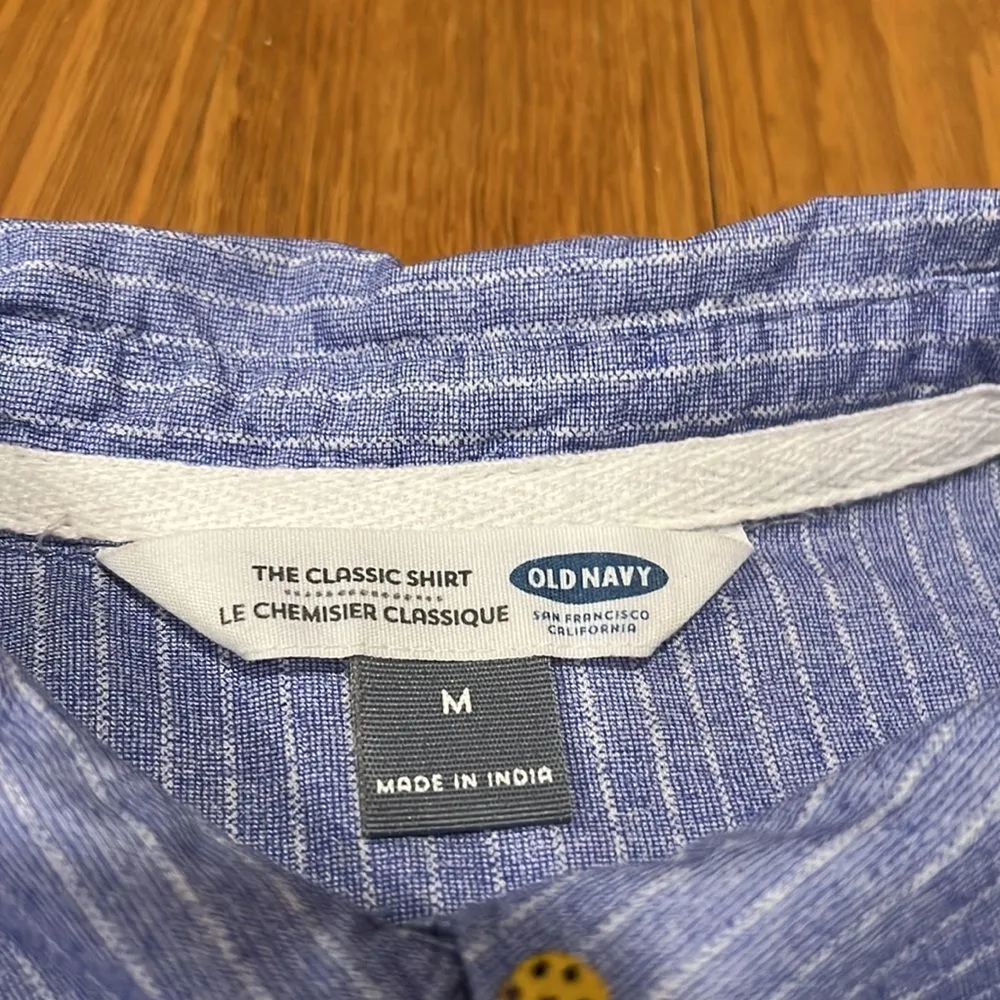 THE CLASSIC SHIRT
LE CHEMISIER CLASSIQUE
OLD NAVY
SAN FRANCISCO
CALIFORNIA
M
MADE IN INDIA